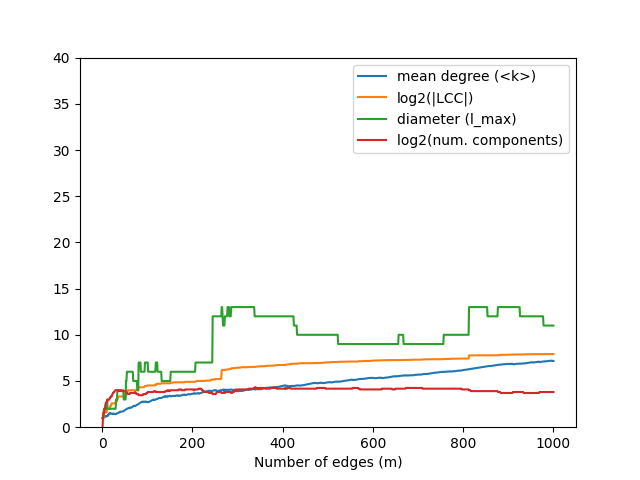 40
35
30
25
20
15
10
5
0
mean degree (<k>)
log2(|LCC|)
diameter (l_max)
log2(num. components)
0 200 400 600 800 1000
Number of edges (m)